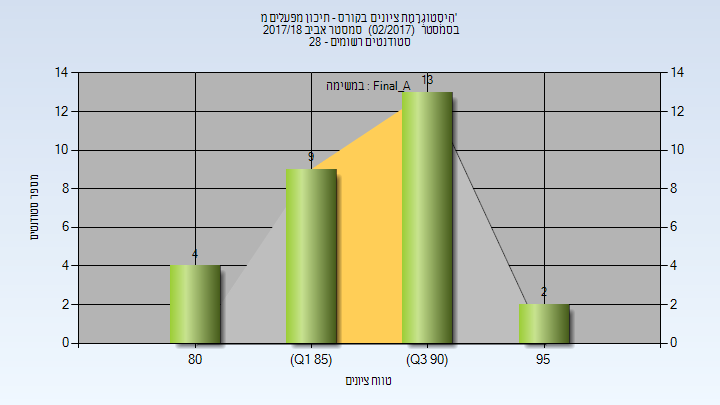 היסטוגרמת ציונים בקורס - תיכון מפעלים מ'
בסמסטר (02/2017) סמסטר אביב 2017/18
סטודנטים רשומים - 28
במשימה : Final_A
14 12 10 8 6 4 2 0
14 12 10 8 6 4 2 0
4 9 13 2
80 (Q1 85) (Q3 90) 95
מספר סטודנטים
טווח ציונים